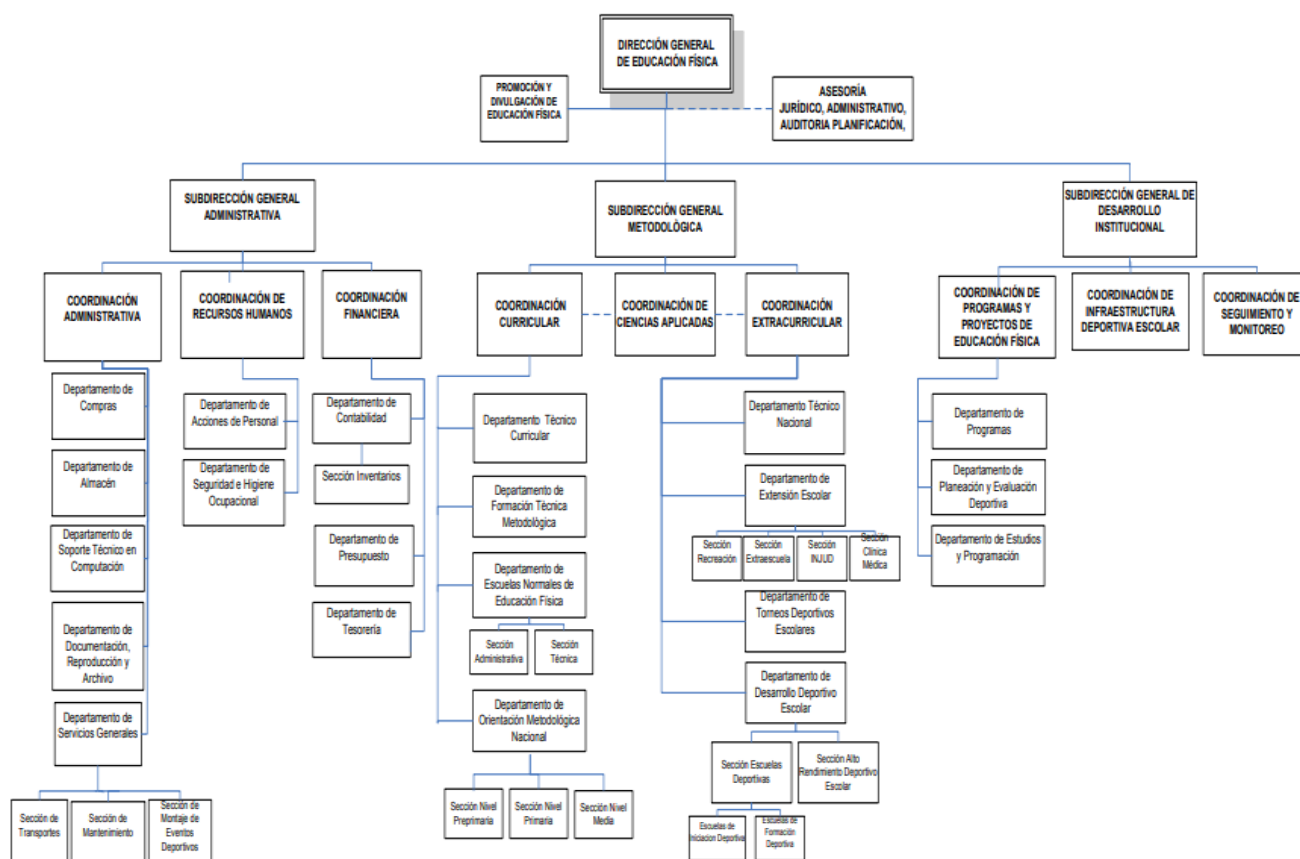 DIRECCIÓN GENERAL
DE EDUCACIÓN FÍSICA
PROMOCIÓN Y
DIVULGACIÓN DE
EDUCACIÓN FÍSICA
ASESORÍA
JURÍDICO, ADMINISTRATIVO,
AUDITORIA PLANIFICACIÓN,
SUBDIRECCIÓN GENERAL
ADMINISTRATIVA
SUBDIRECCIÓN GENERAL
METODOLÒGICA
SUBDIRECCIÓN GENERAL DE
DESARROLLO
INSTITUCIONAL
COORDINACIÓN
ADMINISTRATIVA
COORDINACIÓN DE
RECURSOS HUMANOS
COORDINACIÓN
FINANCIERA
COORDINACIÓN
CURRICULAR
COORDINACIÓN DE
CIENCIAS APLICADAS
COORDINACIÓN
EXTRACURRICULAR
COORDINACIÓN DE
PROGRAMAS Y
PROYECTOS DE
EDUCACIÓN FÍSICA
COORDINACIÓN DE
INFRAESTRUCTURA
DEPORTIVA ESCOLAR
COORDINACIÓN DE
SEGUIMIENTO Y
MONITOREO
Departamento de
Compras
Departamento de
Almacén
Departamento de
Soporte Técnico en
Computación
Departamento de
Documentación,
Reproducción y
Archivo
Departamento de
Servicios Generales
Sección de
Transportes
Sección de
Mantenimiento
Sección de
Montaje de
Eventos
Deportivos
Departamento de
Acciones de Personal
Departamento de
Seguridad e Higiene
Ocupacional
Departamento de
Contabilidad
Sección Inventarios
Departamento de
Presupuesto
Departamento de
Tesorería
Departamento Técnico
Curricular
Departamento de
Formación Técnica
Metodológica
Departamento de
Escuelas Normales de
Educación Física
Sección
Administrativa
Sección
Técnica
Departamento de
Orientación Metodológica
Nacional
Sección Nivel
Preprimaria
Sección Nivel
Primaria
Sección Nivel
Media
Departamento Técnico
Nacional
Departamento de
Extensión Escolar
Sección
Recreación
Sección
Extraescuela
Sección
INJUD
Sección
Clínica
Médica
Departamento de
Torneos Deportivos
Escolares
Departamento de
Desarrollo Deportivo
Escolar
Sección Escuelas
Deportivas
Sección Alto
Rendimiento Deportivo
Escolar
Escuelas de
Iniciacion Deportiva
Escuelas de
Formación
Deportiva
Departamento de
Programas
Departamento de
Planeación y Evaluación
Deportiva
Departamento de Estudios
y Programación